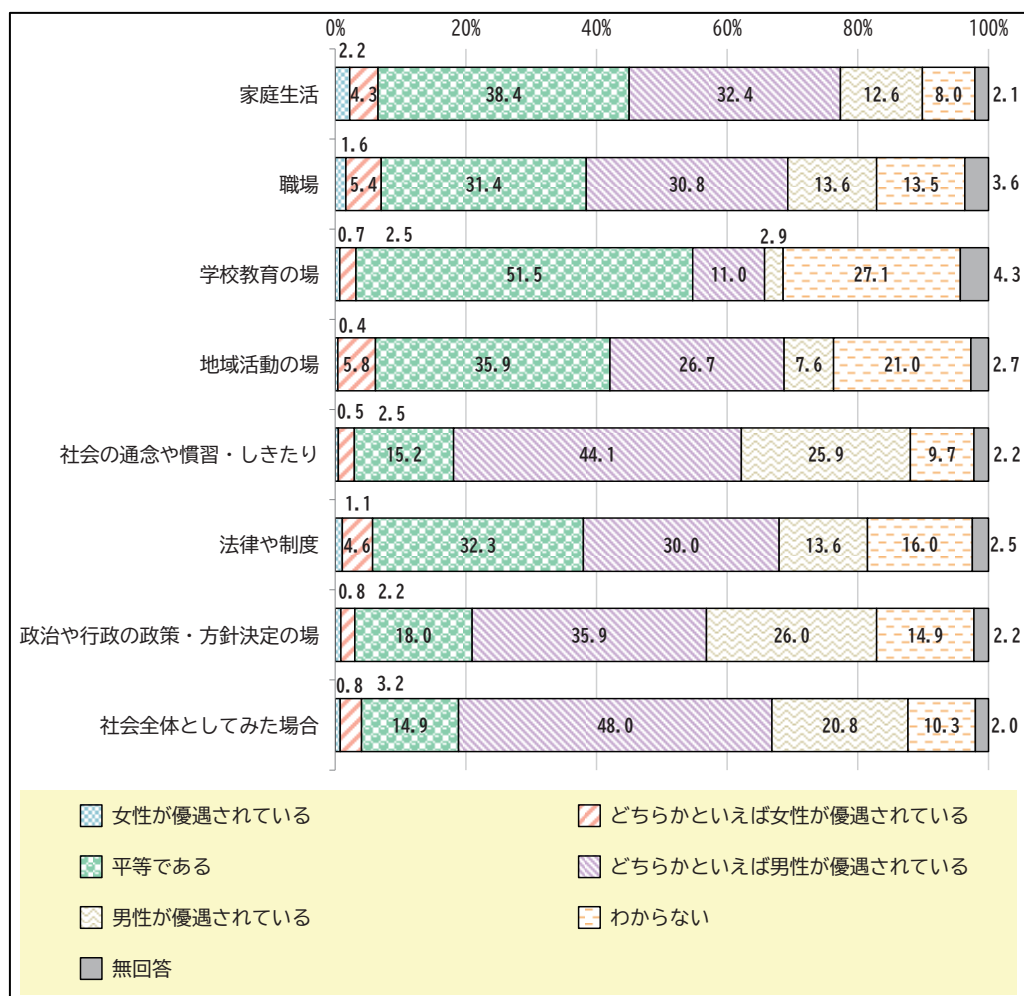 0% 20% 40% 60% 80% 100%
2.2
家庭生活 4.3 38.4 32.4 12.6 8.0 2.1
1.6
職場 5.4 31.4 30.8 13.6 13.5 3.6
0.7 2.5 2.9
学校教育の場 51.5 11.0 27.1 4.3
0.4
地域活動の場 5.8 35.9 26.7 7.6 21.0 2.7
0.5 2.5
社会の通念や慣習・しきたり 15.2 44.1 25.9 9.7 2.2
1.1
法律や制度 4.6 32.3 30.0 13.6 16.0 2.5
0.8 2.2
政治や行政の政策・方針決定の場 18.0 35.9 26.0 14.9 2.2
0.8 3.2
社会全体としてみた場合 14.9 48.0 20.8 10.3 2.0
女性が優遇されている どちらかといえば女性が優遇されている
平等である どちらかといえば男性が優遇されている
男性が優遇されている わからない
無回答